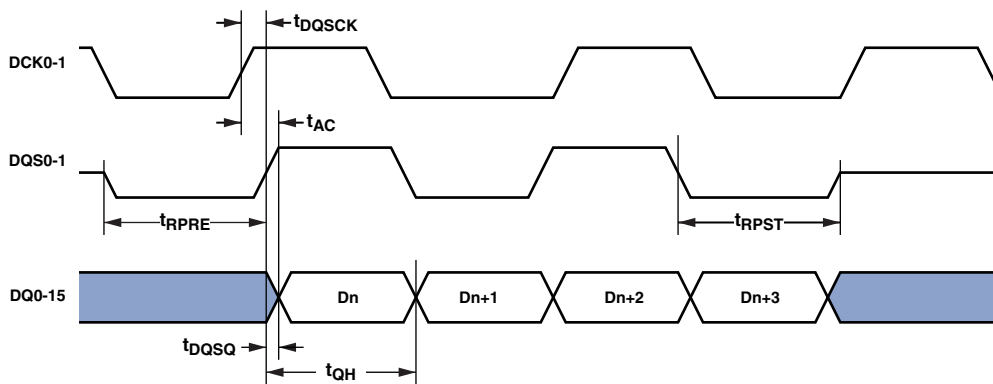 tDQSCK
DCK0-1
tAC
DQS0-1
tRPRE
tRPST
DQ0-15
Dn
Dn+1
Dn+2
Dn+3
tDQSQ
tQH